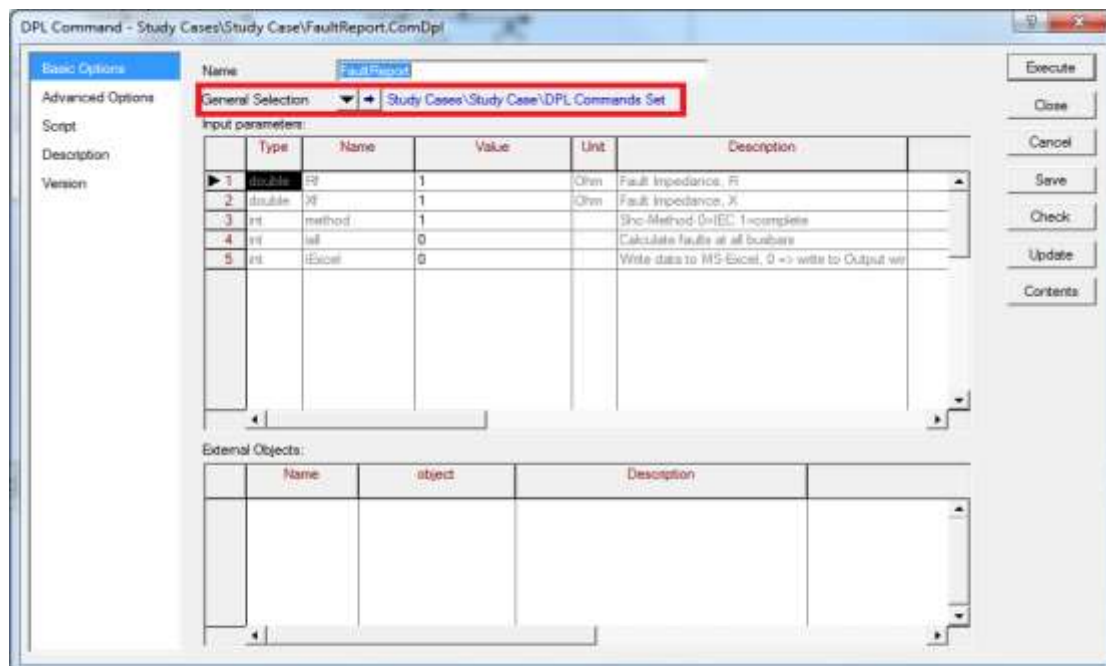 DPL Command - Study Cases\Study Case\FaultReport.ComDpl
Basic Options
Advanced Options
Script
Description
Version
Name FaultReport
General Selection Study Cases\Study Case\DPL Commands Set
Input parameters:
Type Name Value Unit Description
1 double Rf 1 Ohm Fault Impedance, R
2 double Xf 1 Ohm Fault Impedance, X
3 int method 1 Shc-Method 0=IEC 1=complete
4 int iall 0 Calculate faults at all busbars
5 int iExcel 0 Write data to MS-Excel, 0 => write to Output wi
External Objects:
Name object Description
Execute
Close
Cancel
Save
Check
Update
Contents